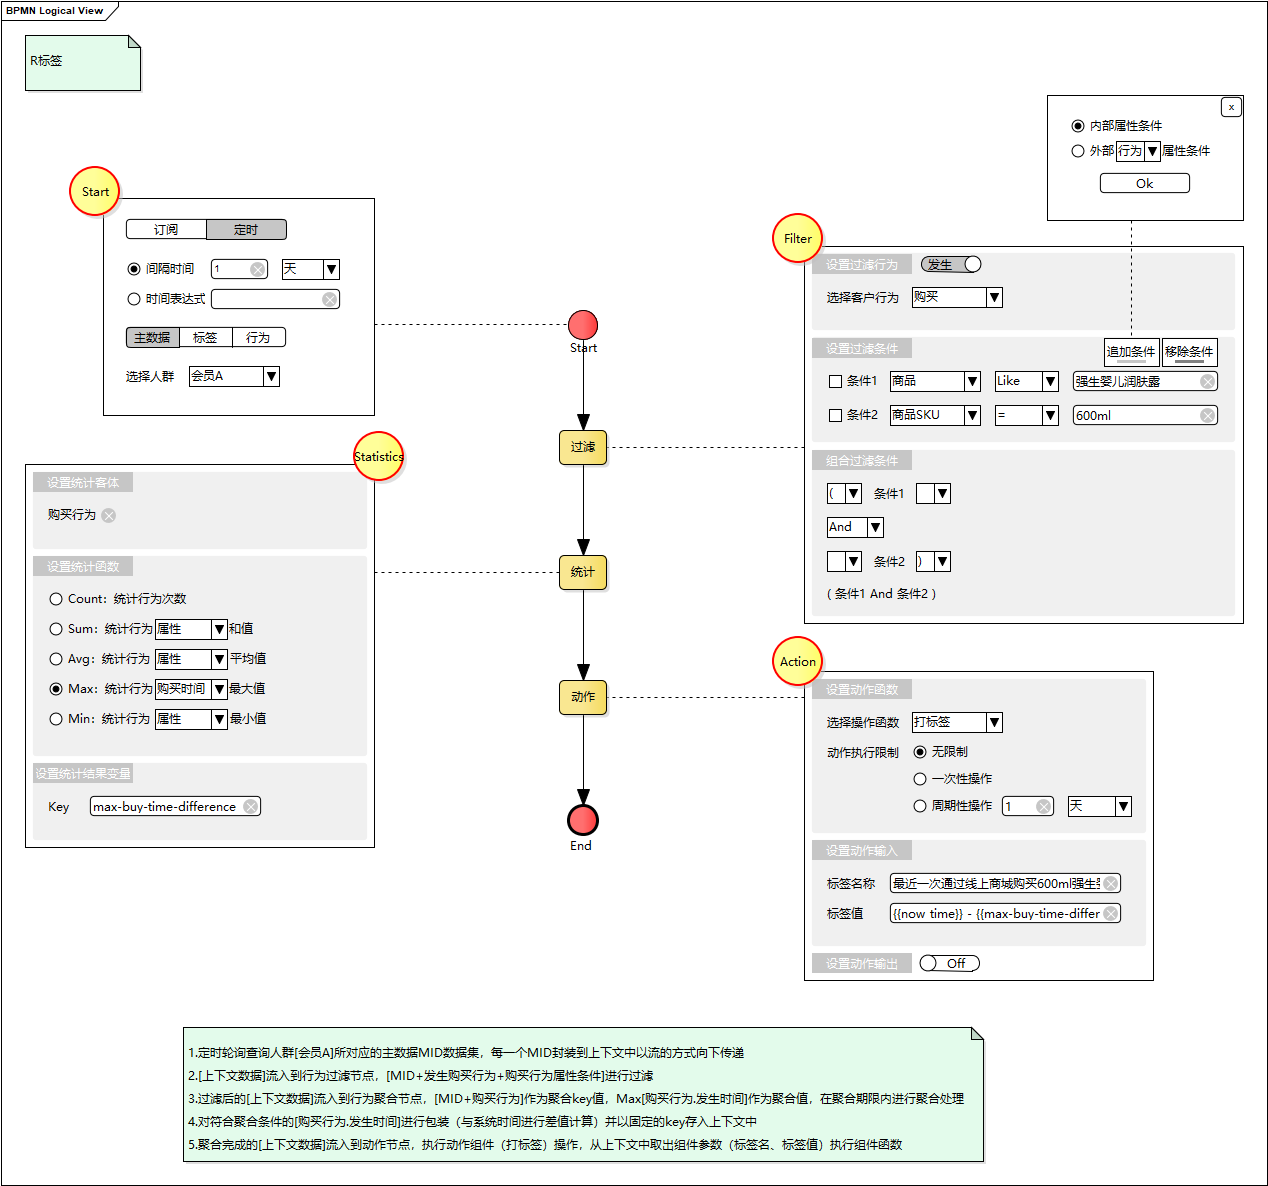 BPMN Logical View
R标签
x
内部属性条件
外部 行为 属性条件
Ok
Start
订阅 定时
间隔时间 1 天
时间表达式
主数据 标签 行为
选择人群 会员A
Filter
设置过滤行为 发生
选择客户行为 购买
设置过滤条件 追加条件 移除条件
条件1 商品 Like 强生婴儿润肤露
条件2 商品SKU = 600ml
组合过滤条件
( 条件1
And
条件2 )
( 条件1 And 条件2 )
Start
过滤
统计
动作
End
Statistics
设置统计客体
购买行为
设置统计函数
Count：统计行为次数
Sum：统计行为 属性 和值
Avg：统计行为 属性 平均值
Max：统计行为 购买时间 最大值
Min：统计行为 属性 最小值
设置统计结果变量
Key max-buy-time-difference
Action
设置动作函数
选择操作函数 打标签
动作执行限制 无限制
一次性操作
周期性操作 1 天
设置动作输入
标签名称 最近一次通过线上商城购买600ml强生
标签值 {{now time}} - {{max-buy-time-differ
设置动作输出 Off
1.定时轮询查询人群[会员A]所对应的主数据MID数据集，每一个MID封装到上下文中以流的方式向下传递
2.[上下文数据]流入到行为过滤节点，[MID+发生购买行为+购买行为属性条件]进行过滤
3.过滤后的[上下文数据]流入到行为聚合节点，[MID+购买行为]作为聚合key值，Max[购买行为.发生时间]作为聚合值，在聚合期限内进行聚合处理
4.对符合聚合条件的[购买行为.发生时间]进行包装（与系统时间进行差值计算）并以固定的key存入上下文中
5.聚合完成的[上下文数据]流入到动作节点，执行动作组件（打标签）操作，从上下文中取出组件参数（标签名、标签值）执行组件函数